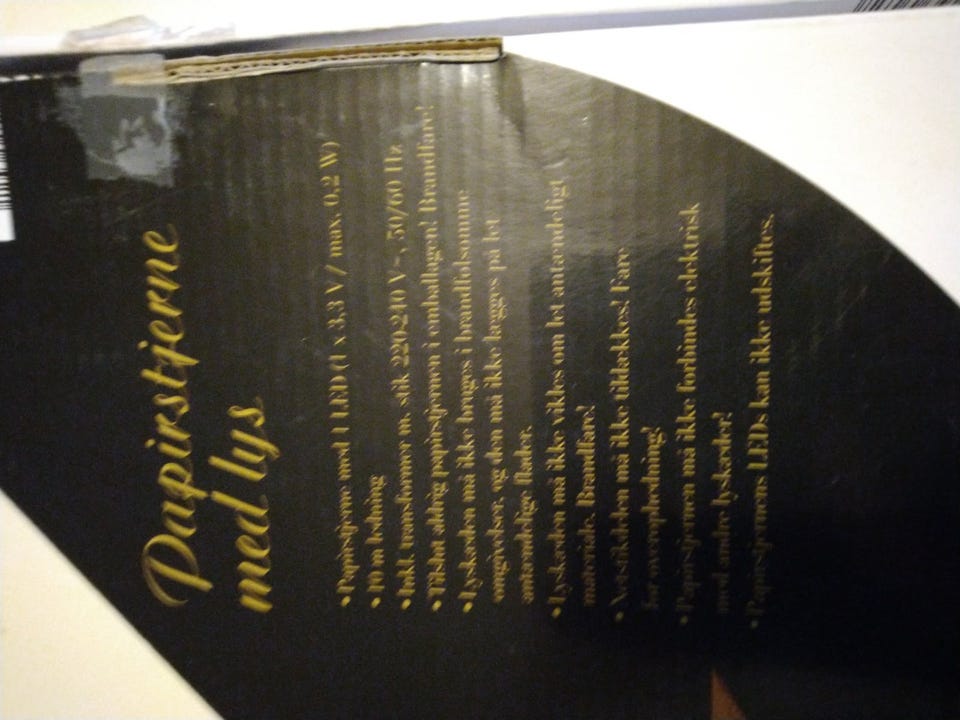 Papirstjerne
med lys
• Papirstjerne med 1 LED (1 x 3.3 V / max. 0.2 W)
• 10 m ledning
• Inkl. transformer m. stik 220-240 V~, 50/60 Hz
• Tilslut aldrig papirstjernen i emballagen! Brandfare!
• Lyskæden må ikke bruges i brandfolsomme
omgivelser, og den må ikke lægges på let
antændelige flader.
• Lyskæden må ikke vikles om let antændeligt
materiale. Brandfare!
• Netstikdelen må ikke tildækkes! Fare
for overophedning!
• Papirstjernen må ikke forbindes elektrisk
med andre lyskæder!
• Papirstjernens LEDs kan ikke udskiftes.